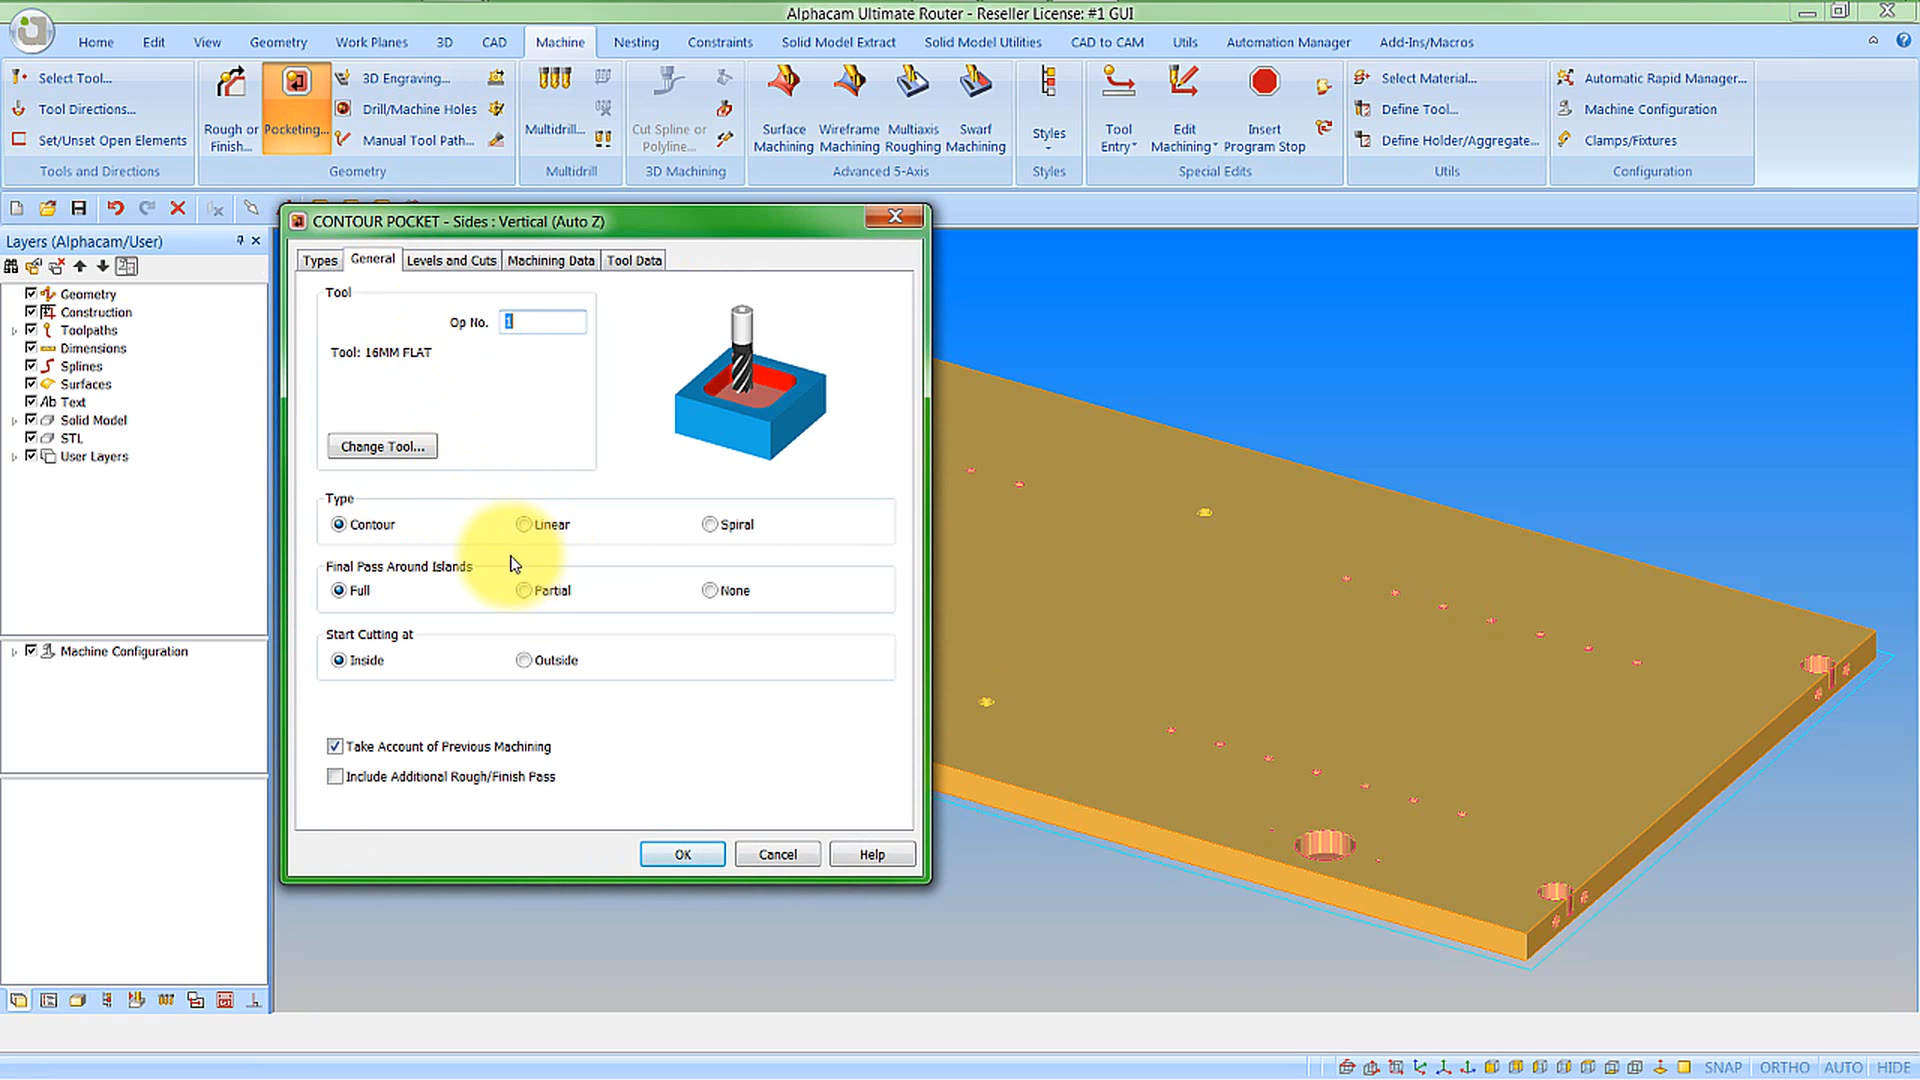 Alphacam Ultimate Router - Reseller License: #1 GUI
Home Edit View Geometry Work Planes 3D CAD Machine Nesting Constraints Solid Model Extract Solid Model Utilities CAD to CAM Utils Automation Manager Add-Ins/Macros
Select Tool...
Tool Directions...
Set/Unset Open Elements
Tools and Directions
Rough or
Finish...
Pocketing...
3D Engraving...
Drill/Machine Holes
Manual Tool Path...
Geometry
Multidrill...
Multidrill
Cut Spline or
Polyline...
3D Machining
Surface
Machining
Wireframe
Machining
Multiaxis
Roughing
Swarf
Machining
Advanced 5-Axis
Styles
Styles
Tool
Entry
Edit
Machining
Insert
Program Stop
Special Edits
Select Material...
Define Tool...
Define Holder/Aggregate...
Utils
Automatic Rapid Manager...
Machine Configuration
Clamps/Fixtures
Configuration
Layers (Alphacam/User)
Geometry
Construction
Toolpaths
Dimensions
Splines
Surfaces
Ab Text
Solid Model
STL
User Layers
Machine Configuration
CONTOUR POCKET - Sides : Vertical (Auto Z)
Types General Levels and Cuts Machining Data Tool Data
Tool
Op No. 1
Tool: 16MM FLAT
Change Tool...
Type
Contour Linear Spiral
Final Pass Around Islands
Full Partial None
Start Cutting at
Inside Outside
Take Account of Previous Machining
Include Additional Rough/Finish Pass
OK Cancel Help
SNAP ORTHO AUTO HIDE